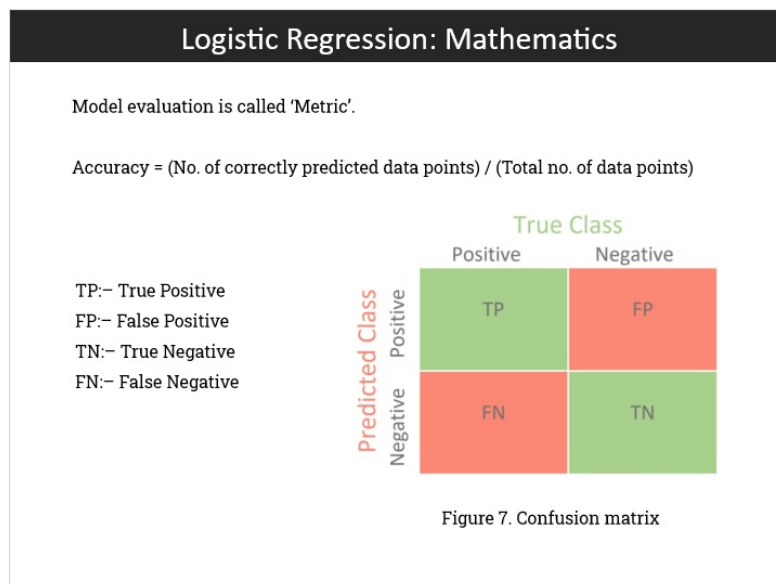 Logistic Regression: Mathematics
Model evaluation is called ‘Metric’.
Accuracy = (No. of correctly predicted data points) / (Total no. of data points)
TP:– True Positive
FP:– False Positive
TN:– True Negative
FN:– False Negative
True Class
Positive Negative
Predicted Class
Positive
Negative
TP FP
FN TN
Figure 7. Confusion matrix